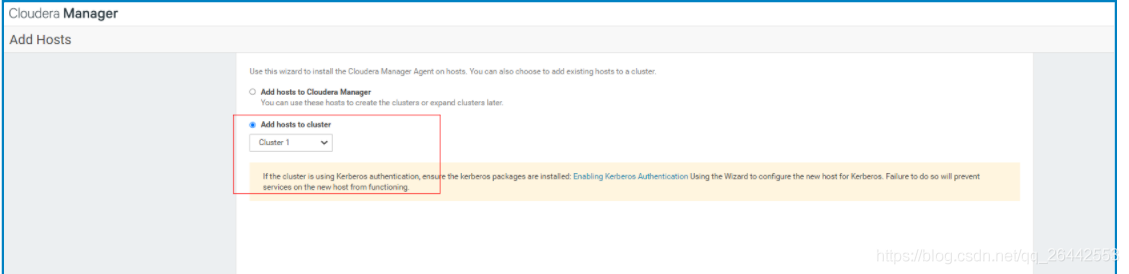 Cloudera Manager
Add Hosts
Use this wizard to install the Cloudera Manager Agent on hosts. You can also choose to add existing hosts to a cluster.
Add hosts to Cloudera Manager
You can use these hosts to create the clusters or expand clusters later.
Add hosts to cluster
Cluster 1
If the cluster is using Kerberos authentication, ensure the kerberos packages are installed: Enabling Kerberos Authentication Using the Wizard to configure the new host for Kerberos. Failure to do so will prevent
services on the new host from functioning.
https://blog.csdn.net/qq_26442553